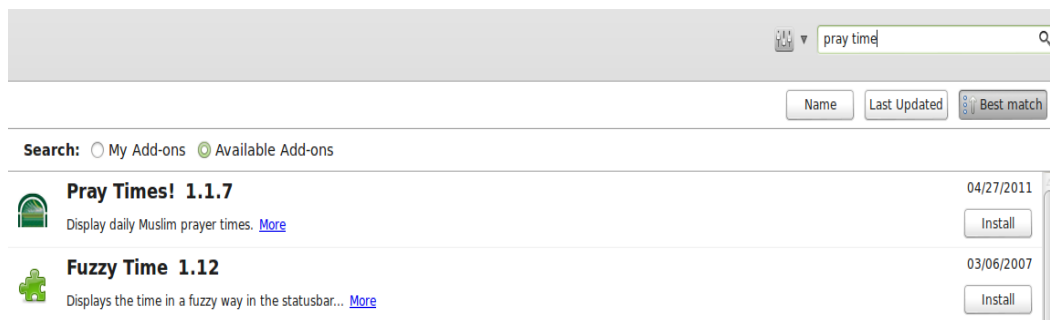 pray time
Name Last Updated Best match
Search: My Add-ons Available Add-ons
Pray Times! 1.1.7 04/27/2011
Display daily Muslim prayer times. More Install
Fuzzy Time 1.12 03/06/2007
Displays the time in a fuzzy way in the statusbar... More Install